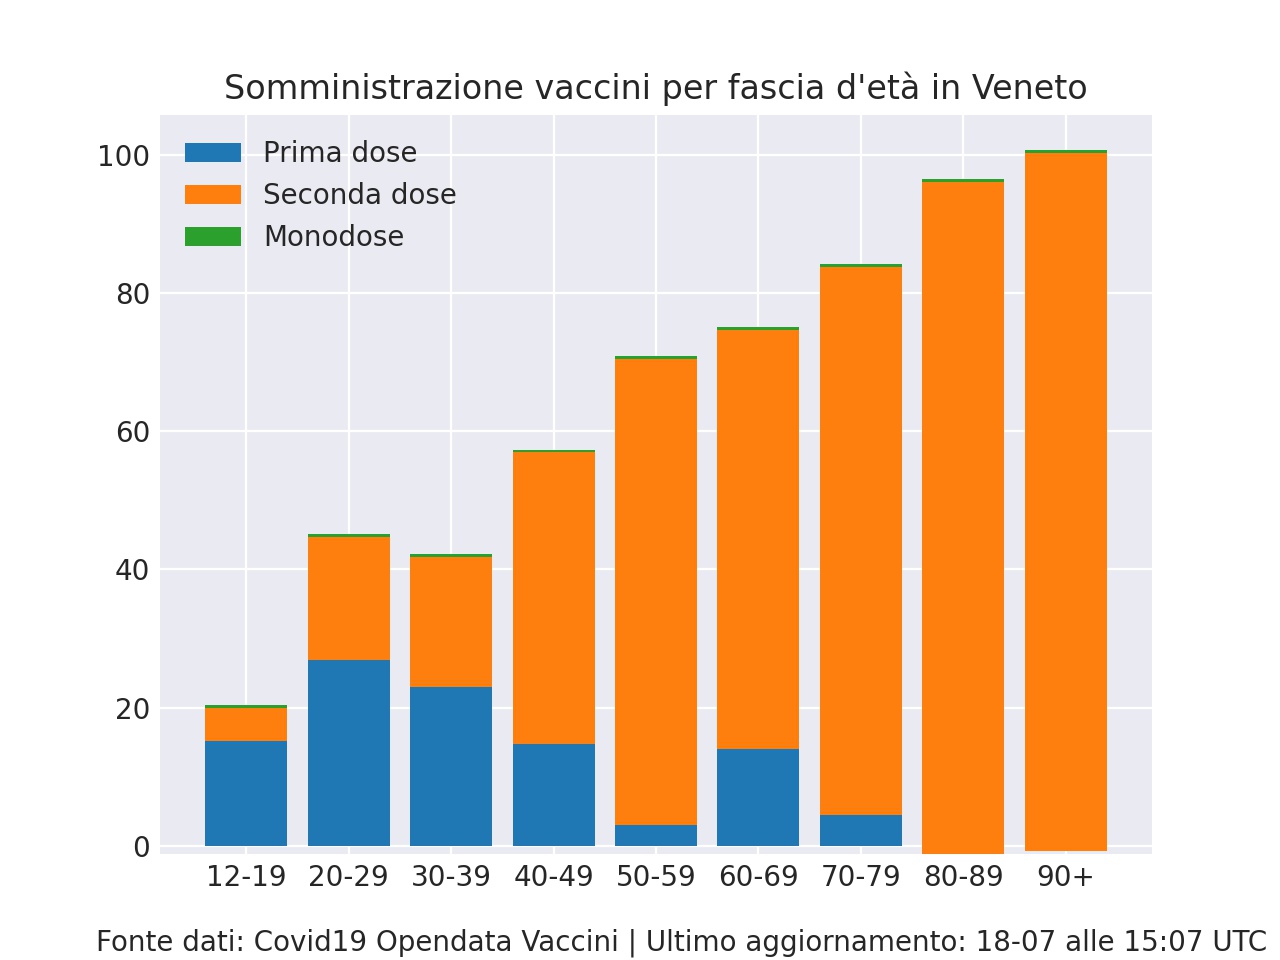 Somministrazione vaccini per fascia d'età in Veneto
Prima dose
Seconda dose
Monodose
100
80
60
40
20
0
12-19 20-29 30-39 40-49 50-59 60-69 70-79 80-89 90+
Fonte dati: Covid19 Opendata Vaccini | Ultimo aggiornamento: 18-07 alle 15:07 UTC